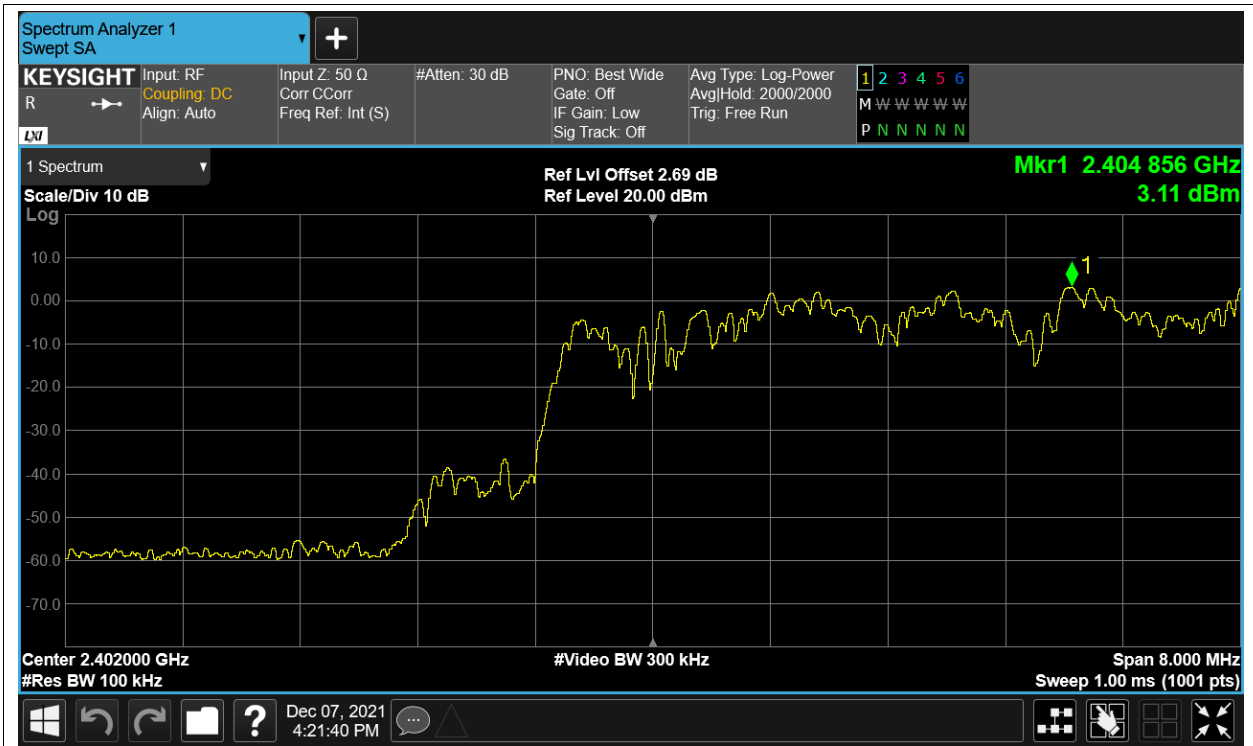 Spectrum Analyzer 1
Swept SA
+
KEYSIGHT
R
LXI
Input: RF
Coupling: DC
Align: Auto
Input Z: 50 Ω
Corr CCorr
Freq Ref: Int (S)
#Atten: 30 dB
PNO: Best Wide
Gate: Off
IF Gain: Low
Sig Track: Off
Avg Type: Log-Power
Avg|Hold: 2000/2000
Trig: Free Run
1 2 3 4 5 6
M W W W W W
P N N N N N
1 Spectrum
Scale/Div 10 dB
Ref Lvl Offset 2.69 dB
Ref Level 20.00 dBm
Mkr1 2.404 856 GHz
3.11 dBm
Log
10.0
0.00
-10.0
-20.0
-30.0
-40.0
-50.0
-60.0
-70.0
1
Center 2.402000 GHz
#Res BW 100 kHz
#Video BW 300 kHz
Span 8.000 MHz
Sweep 1.00 ms (1001 pts)
?
Dec 07, 2021
4:21:40 PM